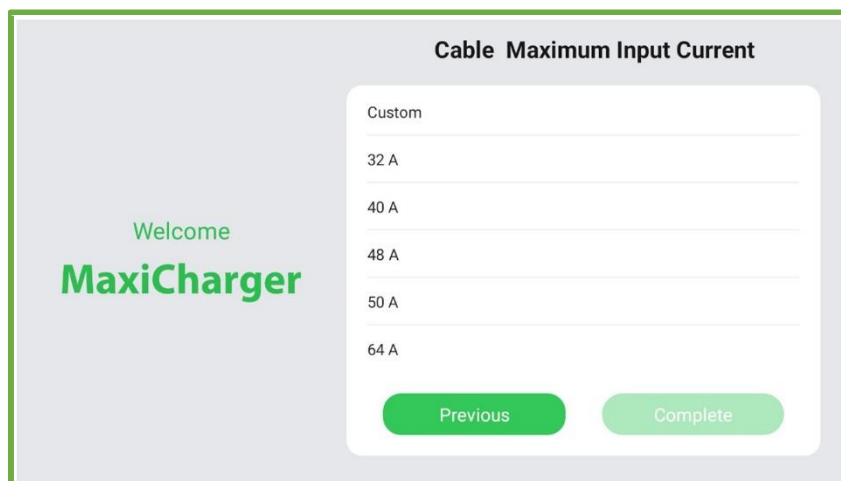 Cable Maximum Input Current
Custom
32 A
40 A
48 A
50 A
64 A
Welcome
MaxiCharger
Previous
Complete